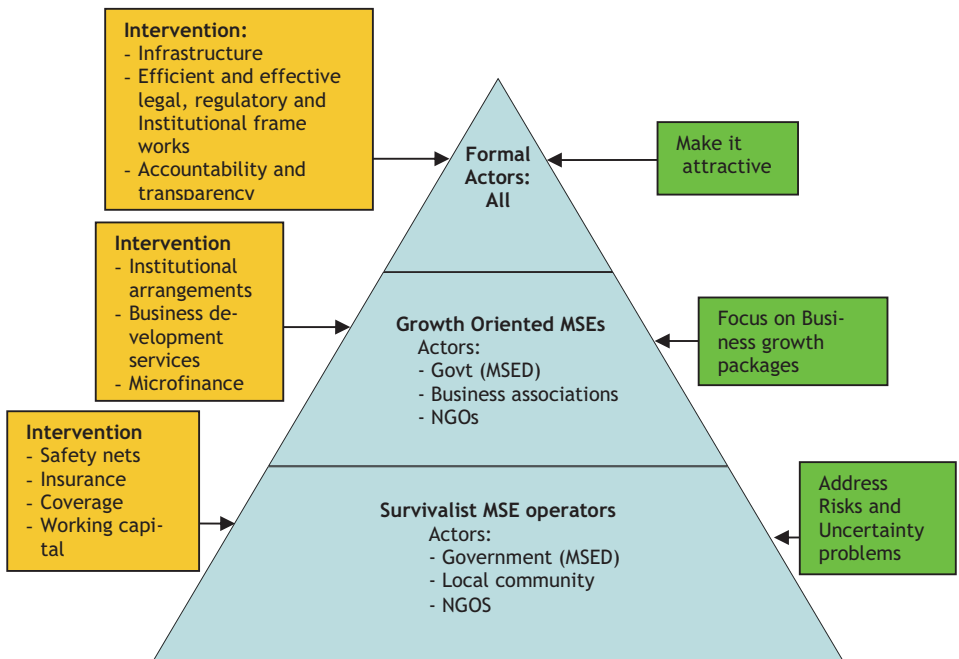 Intervention:
- Infrastructure
- Efficient and effective
legal, regulatory and
Institutional frame
works
- Accountability and
transparency
Formal
Actors:
All
Make it
attractive
Intervention
- Institutional
arrangements
- Business de-
velopment
services
- Microfinance
Growth Oriented MSEs
Actors:
- Govt (MSED)
- Business associations
- NGOs
Focus on Busi-
ness growth
packages
Intervention
- Safety nets
- Insurance
- Coverage
- Working capi-
tal
Survivalist MSE operators
Actors:
- Government (MSED)
- Local community
- NGOS
Address
Risks and
Uncertainty
problems